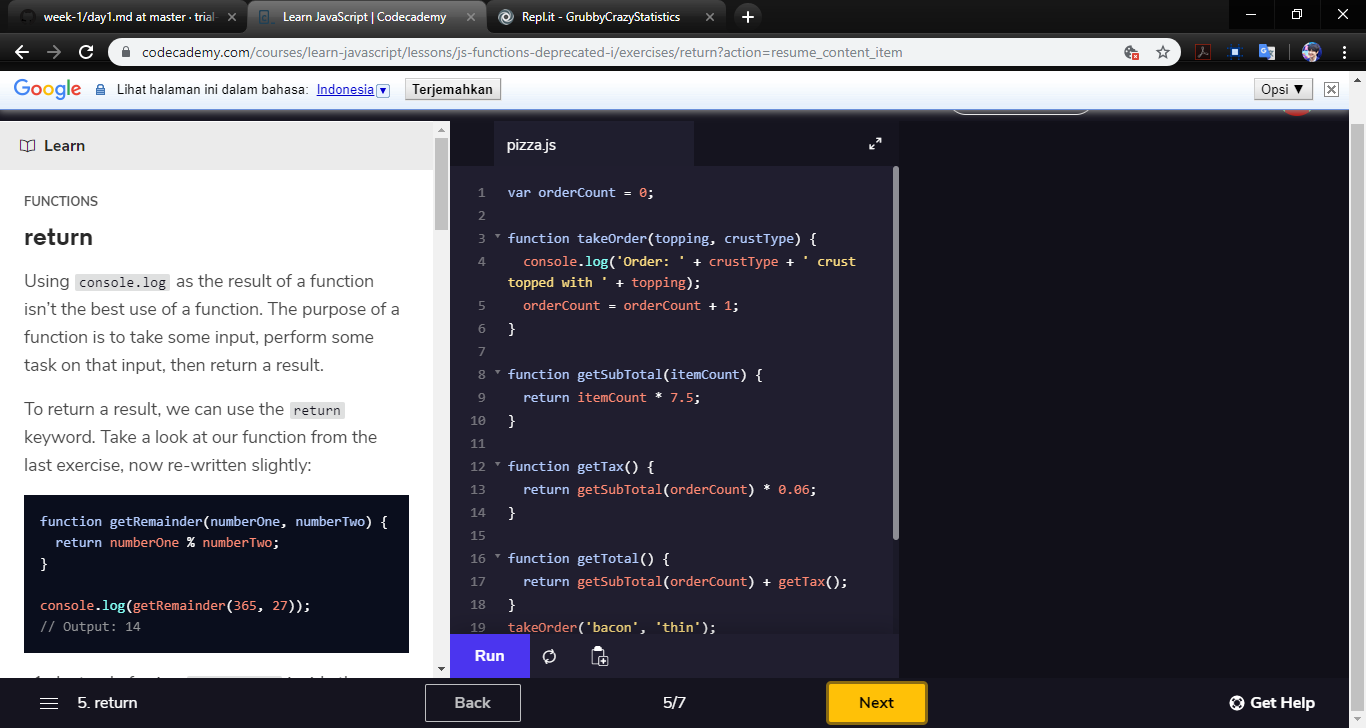 week-1/day1.md at master · trial
Learn JavaScript | Codecademy
Repl.it - GrubbyCrazyStatistics
codecademy.com/courses/learn-javascript/lessons/js-functions-deprecated-i/exercises/return?action=resume_content_item
Google Lihat halaman ini dalam bahasa: Indonesia Terjemahkan Opsi ▼
Learn
FUNCTIONS
return
Using console.log as the result of a function
isn't the best use of a function. The purpose of a
function is to take some input, perform some
task on that input, then return a result.
To return a result, we can use the return
keyword. Take a look at our function from the
last exercise, now re-written slightly:
function getRemainder(numberOne, numberTwo) {
return numberOne % numberTwo;
}
console.log(getRemainder(365, 27));
// Output: 14
pizza.js
1 var orderCount = 0;
2
3 function takeOrder(topping, crustType) {
4 console.log('Order: ' + crustType + ' crust
topped with ' + topping);
5 orderCount = orderCount + 1;
6 }
7
8 function getSubTotal(itemCount) {
9 return itemCount * 7.5;
10 }
11
12 function getTax() {
13 return getSubTotal(orderCount) * 0.06;
14 }
15
16 function getTotal() {
17 return getSubTotal(orderCount) + getTax();
18 }
19 takeOrder('bacon', 'thin');
Run
5. return
Back
5/7
Next
Get Help